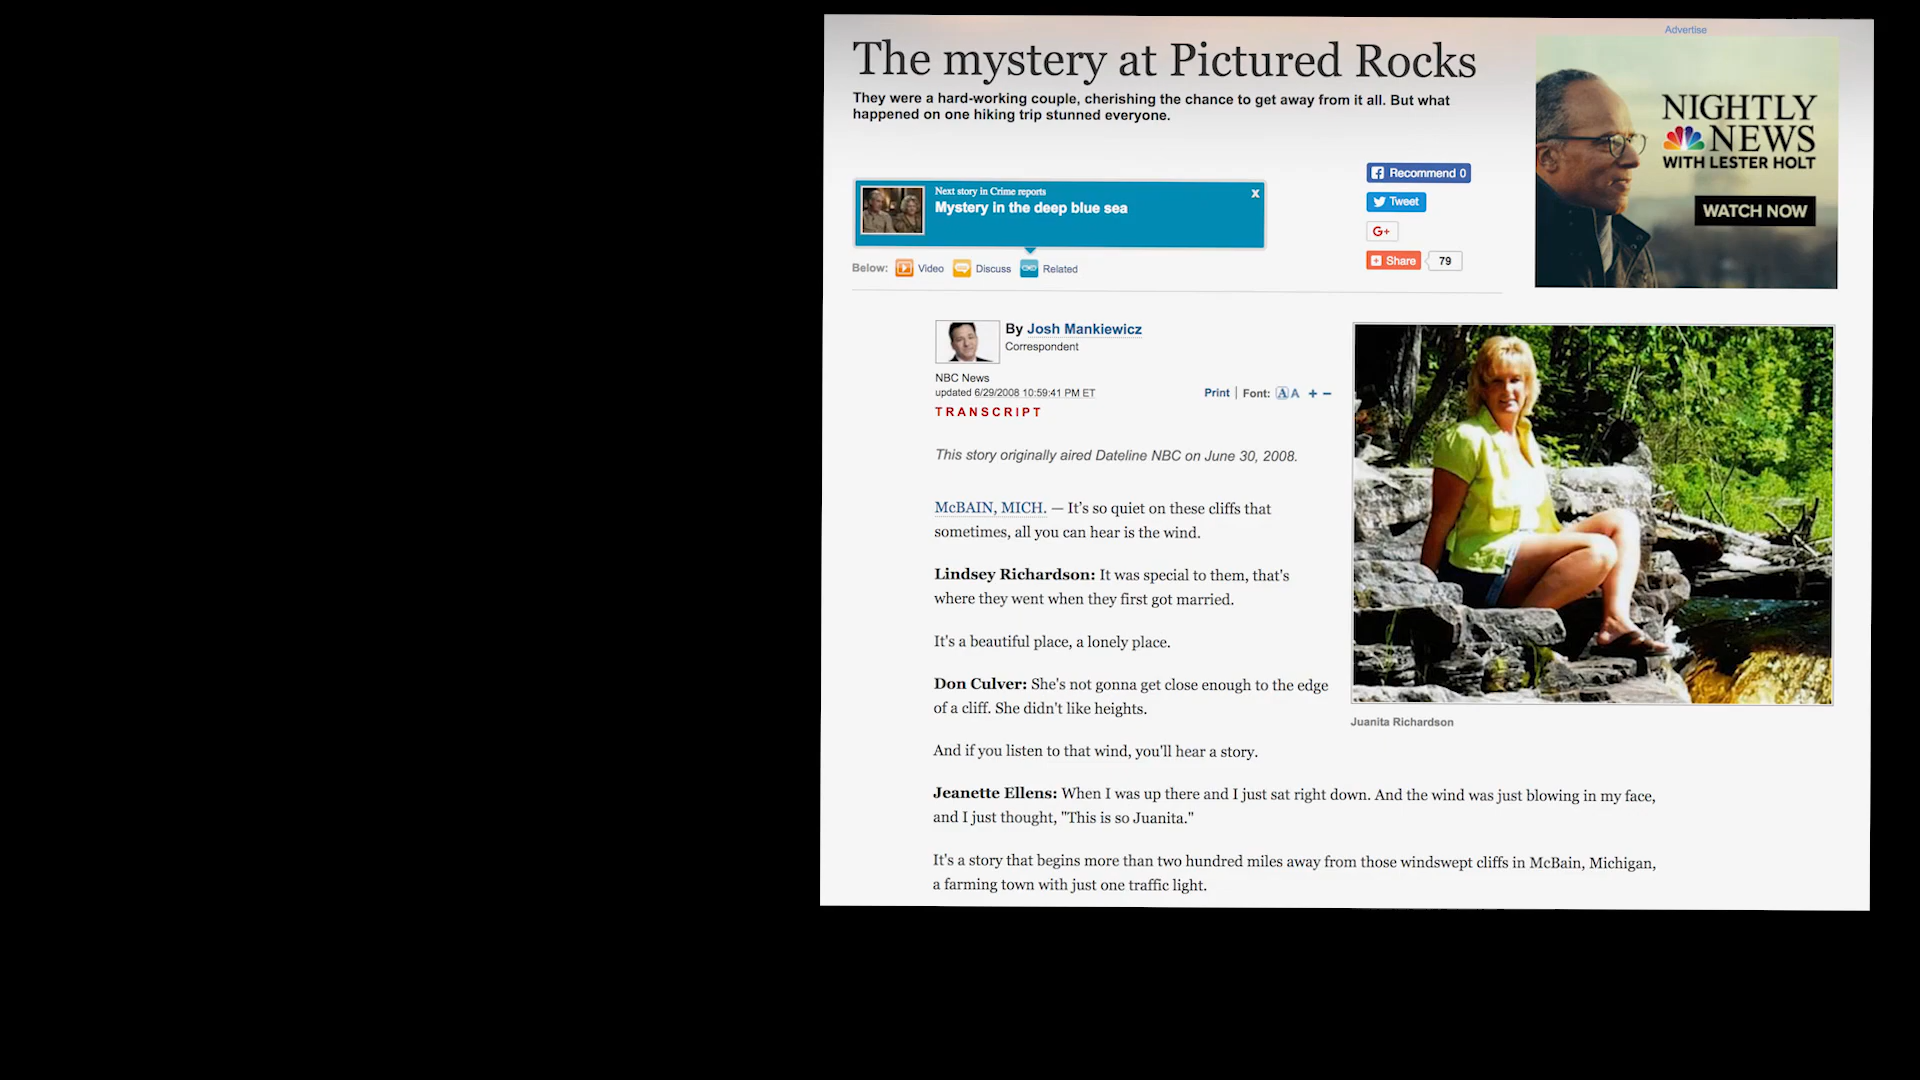 Advertise
The mystery at Pictured Rocks
They were a hard-working couple, cherishing the chance to get away from it all. But what
happened on one hiking trip stunned everyone.
NIGHTLY
NEWS
WITH LESTER HOLT
WATCH NOW
Recommend 0
Tweet
G+
Share 79
Next story in Crime reports
Mystery in the deep blue sea
x
Below: Video Discuss Related
By Josh Mankiewicz
Correspondent
NBC News
updated 6/29/2008 10:59:41 PM ET
Print | Font: A A + −
TRANSCRIPT
This story originally aired Dateline NBC on June 30, 2008.
McBAIN, MICH. — It's so quiet on these cliffs that
sometimes, all you can hear is the wind.
Lindsey Richardson: It was special to them, that's
where they went when they first got married.
It's a beautiful place, a lonely place.
Don Culver: She's not gonna get close enough to the edge
of a cliff. She didn't like heights.
Juanita Richardson
And if you listen to that wind, you'll hear a story.
Jeanette Ellens: When I was up there and I just sat right down. And the wind was just blowing in my face,
and I just thought, "This is so Juanita."
It's a story that begins more than two hundred miles away from those windswept cliffs in McBain, Michigan,
a farming town with just one traffic light.